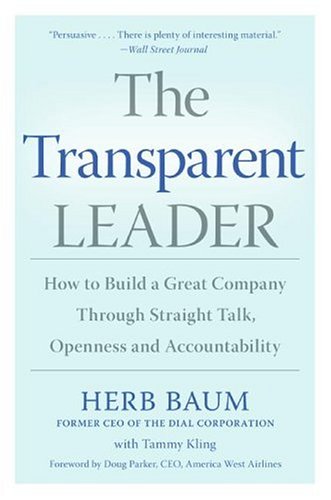 "Persuasive . . . . There is plenty of interesting material."
—Wall Street Journal
The
Transparent
LEADER
How to Build a Great Company
Through Straight Talk,
Openness and Accountability
HERB BAUM
FORMER CEO OF THE DIAL CORPORATION
with Tammy Kling
Foreword by Doug Parker, CEO, America West Airlines